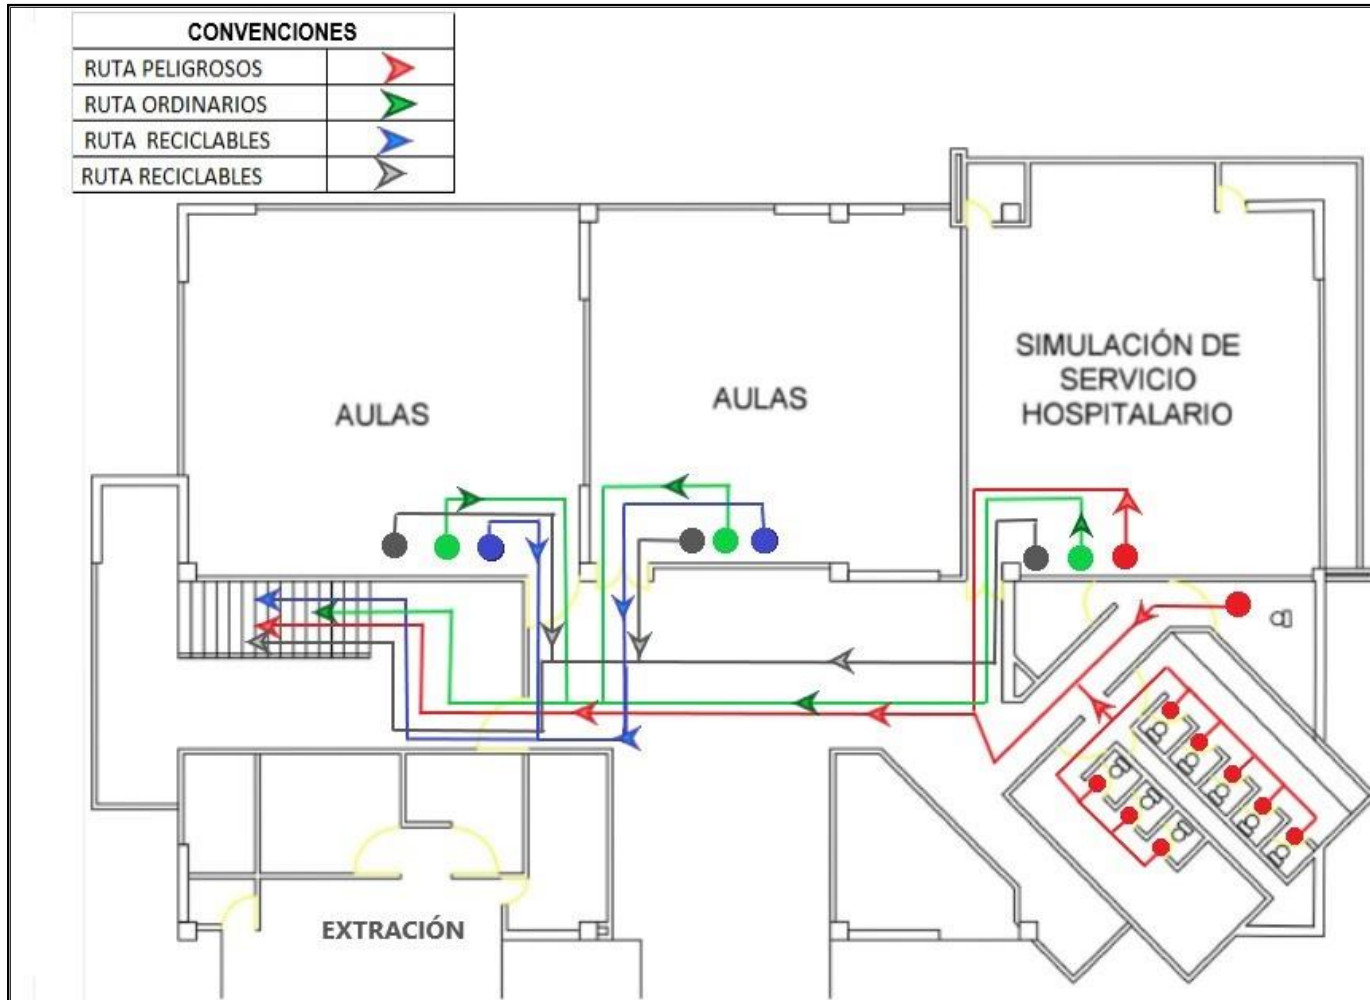 CONVENCIONES
RUTA PELIGROSOS
RUTA ORDINARIOS
RUTA RECICLABLES
RUTA RECICLABLES
AULAS
AULAS
SIMULACIÓN DE
SERVICIO
HOSPITALARIO
EXTRACIÓN